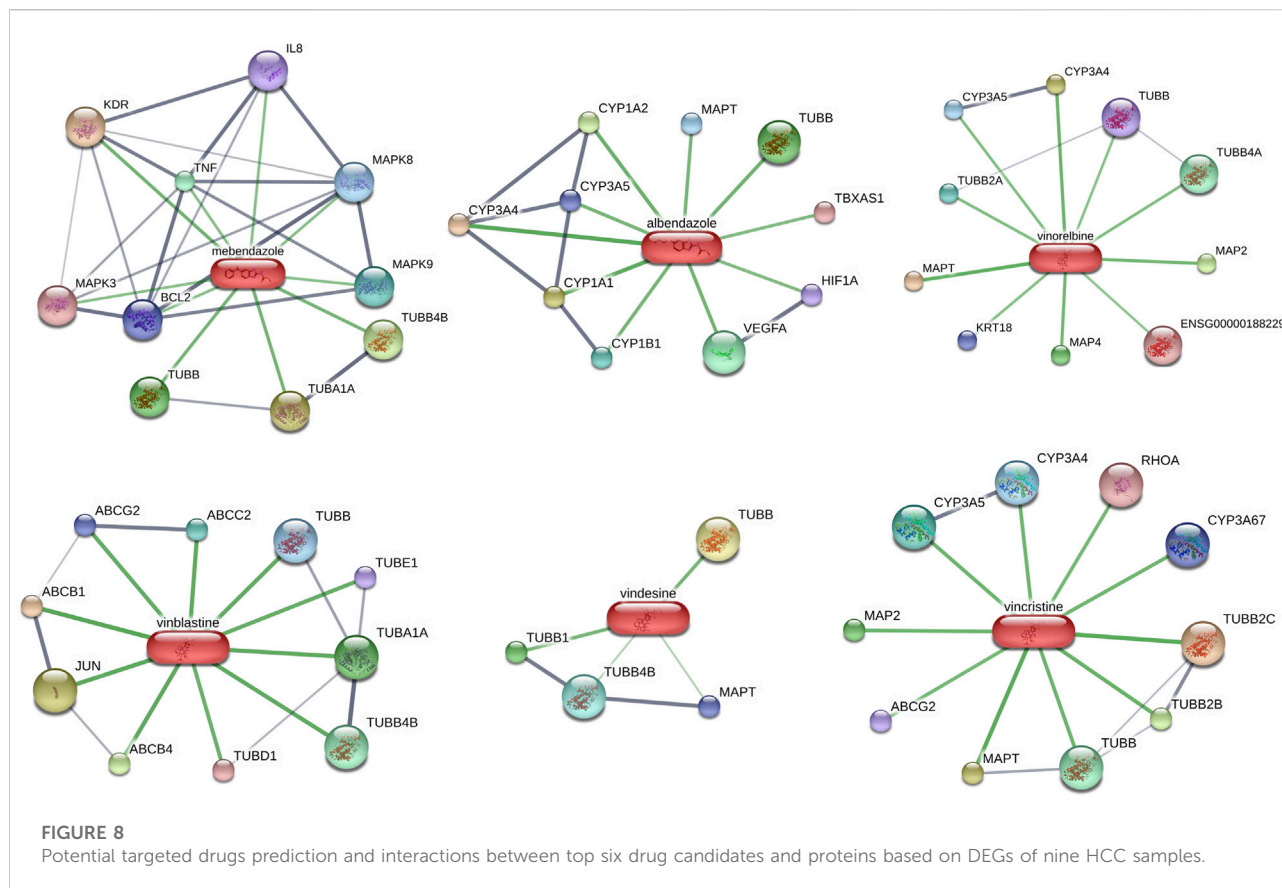 IL8
KDR
TNF
MAPK8
mebendazole
MAPK3
BCL2
MAPK9
TUBB4B
TUBB
TUBA1A
CYP1A2
MAPT
TUBB
CYP3A5
TBXAS1
CYP3A4
albendazole
CYP1A1
HIF1A
CYP1B1
VEGFA
CYP3A4
CYP3A5
TUBB
TUBB4A
TUBB2A
vinorelbine
MAP2
MAPT
KRT18
MAP4
ENSG00000188229
ABCG2
ABCC2
TUBB
TUBE1
ABCB1
vinblastine
TUBA1A
JUN
TUBB4B
ABCB4
TUBD1
TUBB
vindesine
TUBB1
TUBB4B
MAPT
CYP3A4
RHOA
CYP3A5
CYP3A67
vincristine
MAP2
TUBB2C
ABCG2
TUBB2B
TUBB
MAPT
FIGURE 8
Potential targeted drugs prediction and interactions between top six drug candidates and proteins based on DEGs of nine HCC samples.